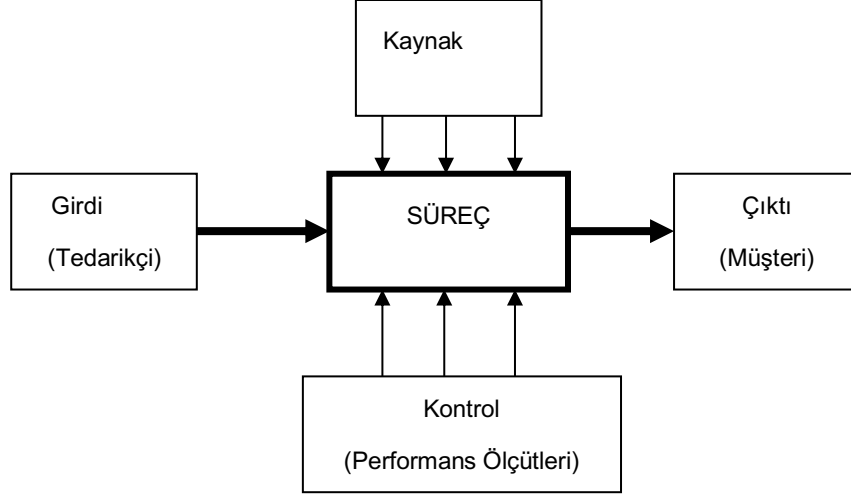 Kaynak
Girdi
(Tedarikçi)
SÜREÇ
Çıktı
(Müşteri)
Kontrol
(Performans Ölçütleri)